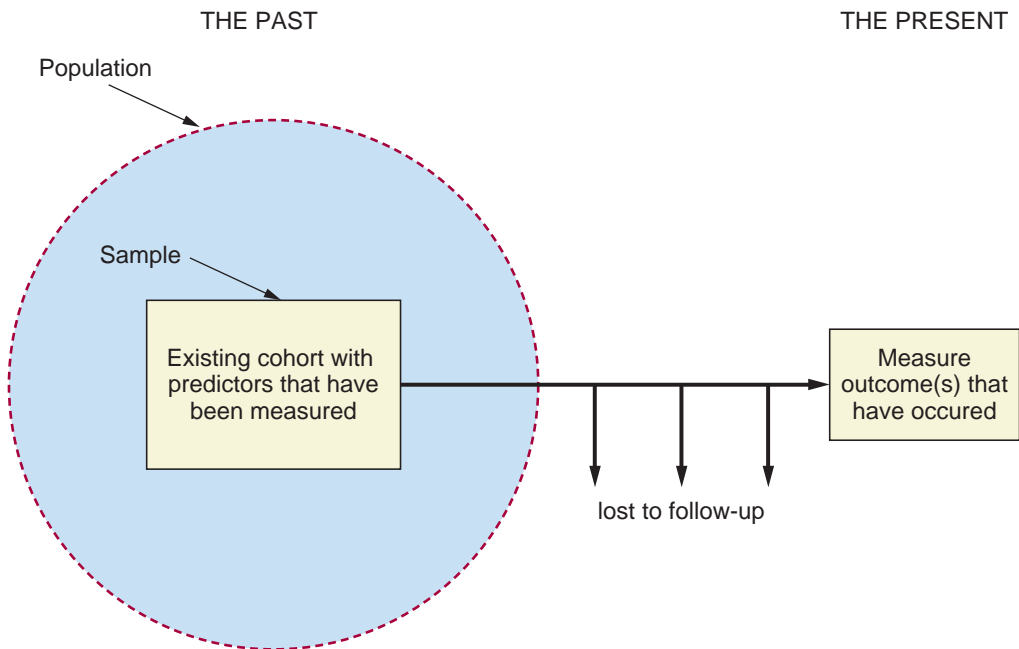 THE PAST
THE PRESENT
Population
Sample
Existing cohort with
predictors that have
been measured
Measure
outcome(s) that
have occured
lost to follow-up